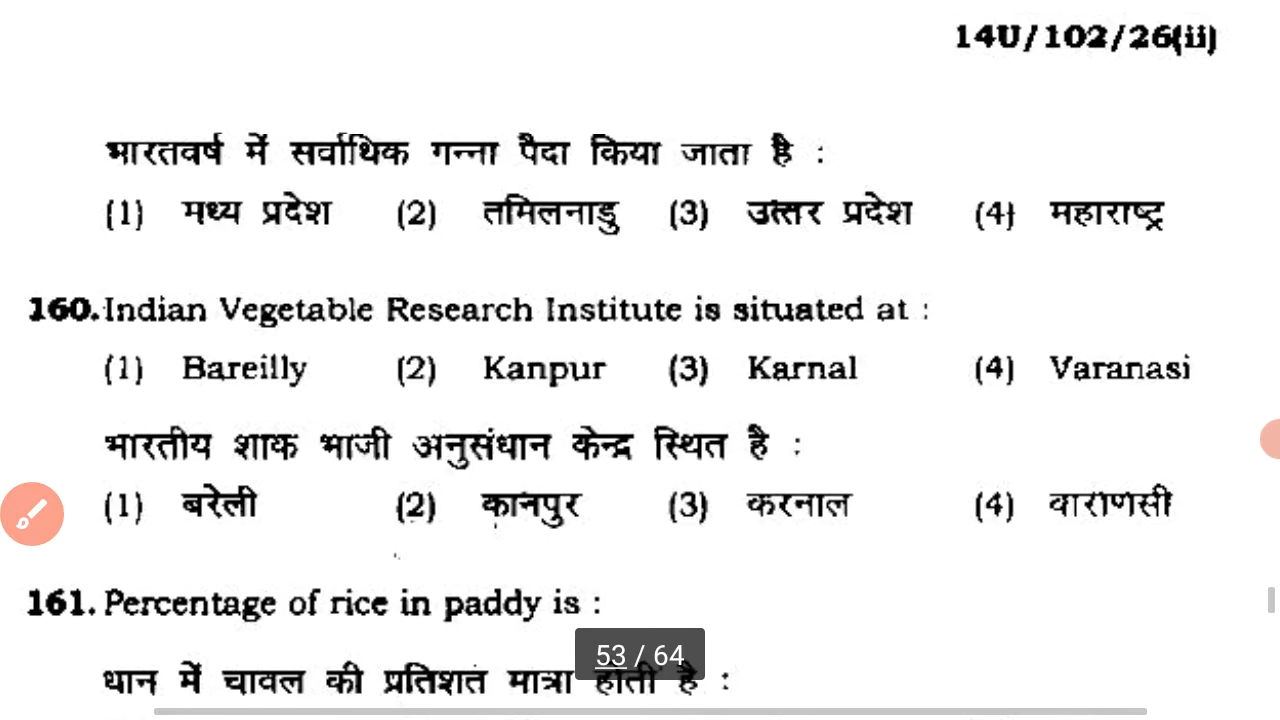 14U/102/26(ii)
भारतवर्ष में सर्वाधिक गन्ना पैदा किया जाता है :
(1) मध्य प्रदेश (2) तमिलनाडु (3) उत्तर प्रदेश (4) महाराष्ट्र
160. Indian Vegetable Research Institute is situated at :
(1) Bareilly (2) Kanpur (3) Karnal (4) Varanasi
भारतीय शाक भाजी अनुसंधान केन्द्र स्थित है :
(1) बरेली (2) कानपुर (3) करनाल (4) वाराणसी
161. Percentage of rice in paddy is :
53 / 64
धान में चावल की प्रतिशत मात्रा होती है :